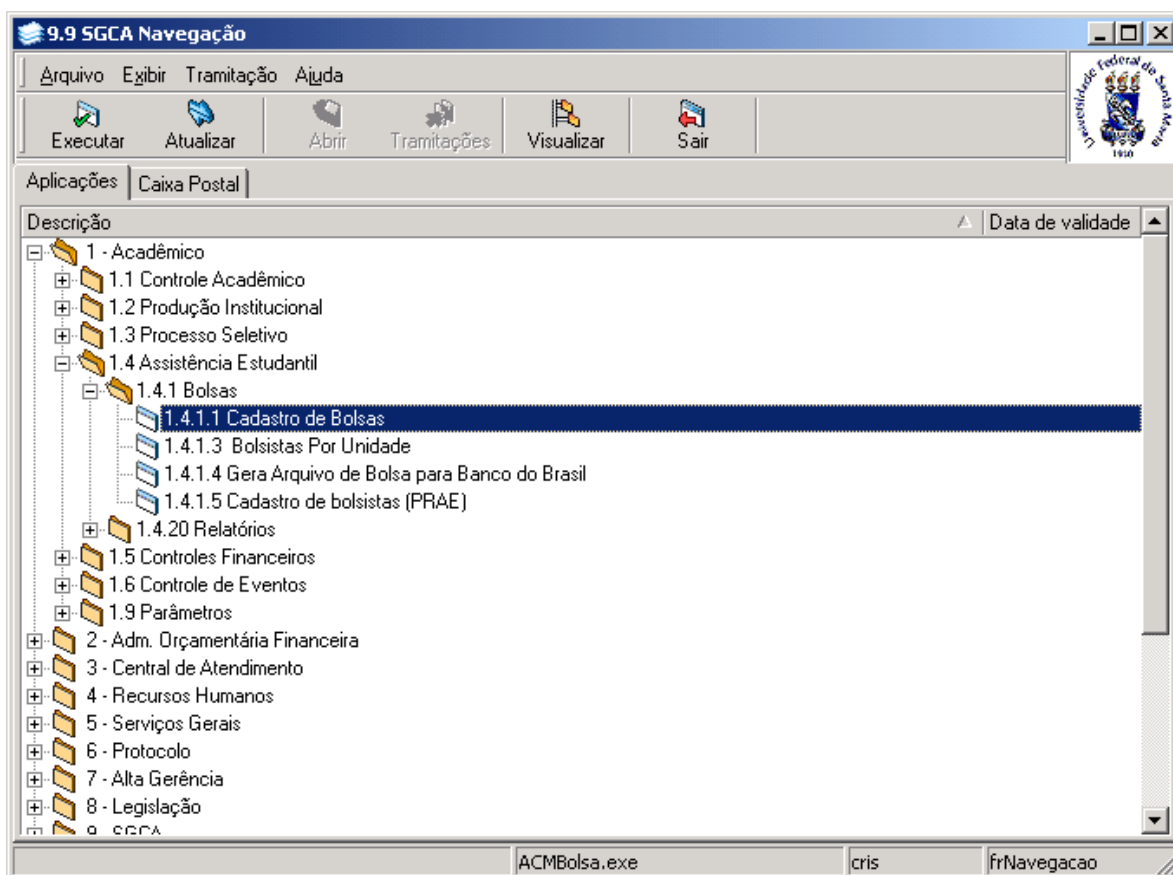 9.9 SGCA Navegação
Arquivo Exibir Tramitação Ajuda
Executar Atualizar Abrir Tramitações Visualizar Sair
Universidade Federal de Santa Maria
1960
Aplicações Caixa Postal
Descrição Data de validade
1 - Acadêmico
1.1 Controle Acadêmico
1.2 Produção Institucional
1.3 Processo Seletivo
1.4 Assistência Estudantil
1.4.1 Bolsas
1.4.1.1 Cadastro de Bolsas
1.4.1.3 Bolsistas Por Unidade
1.4.1.4 Gera Arquivo de Bolsa para Banco do Brasil
1.4.1.5 Cadastro de bolsistas (PRAE)
1.4.20 Relatórios
1.5 Controles Financeiros
1.6 Controle de Eventos
1.9 Parâmetros
2 - Adm. Orçamentária Financeira
3 - Central de Atendimento
4 - Recursos Humanos
5 - Serviços Gerais
6 - Protocolo
7 - Alta Gerência
8 - Legislação
9 - SGCA
ACMBolsa.exe cris frNavegacao